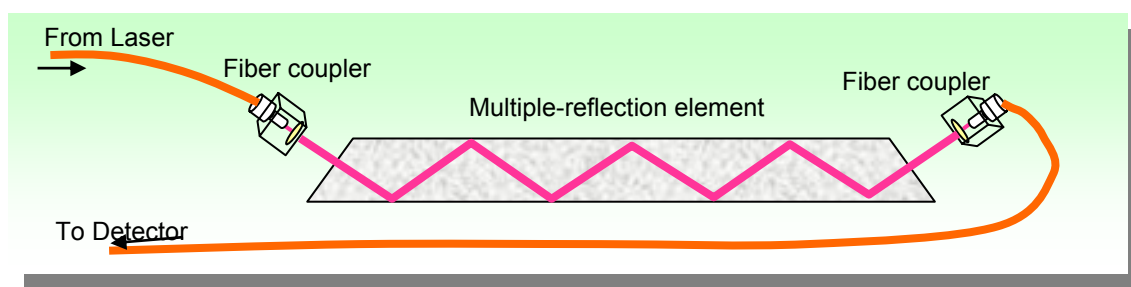 From Laser
Fiber coupler
Fiber coupler
Multiple-reflection element
To Detector